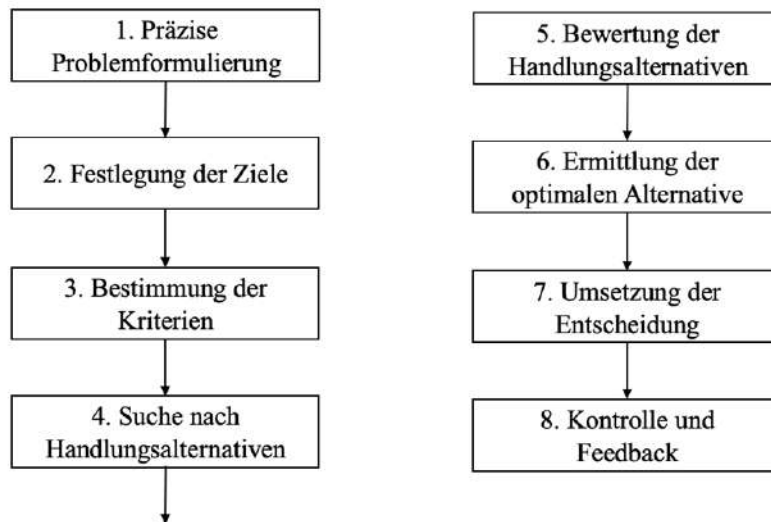 1. Präzise
Problemformulierung
2. Festlegung der Ziele
3. Bestimmung der
Kriterien
4. Suche nach
Handlungsalternativen
5. Bewertung der
Handlungsalternativen
6. Ermittlung der
optimalen Alternative
7. Umsetzung der
Entscheidung
8. Kontrolle und
Feedback